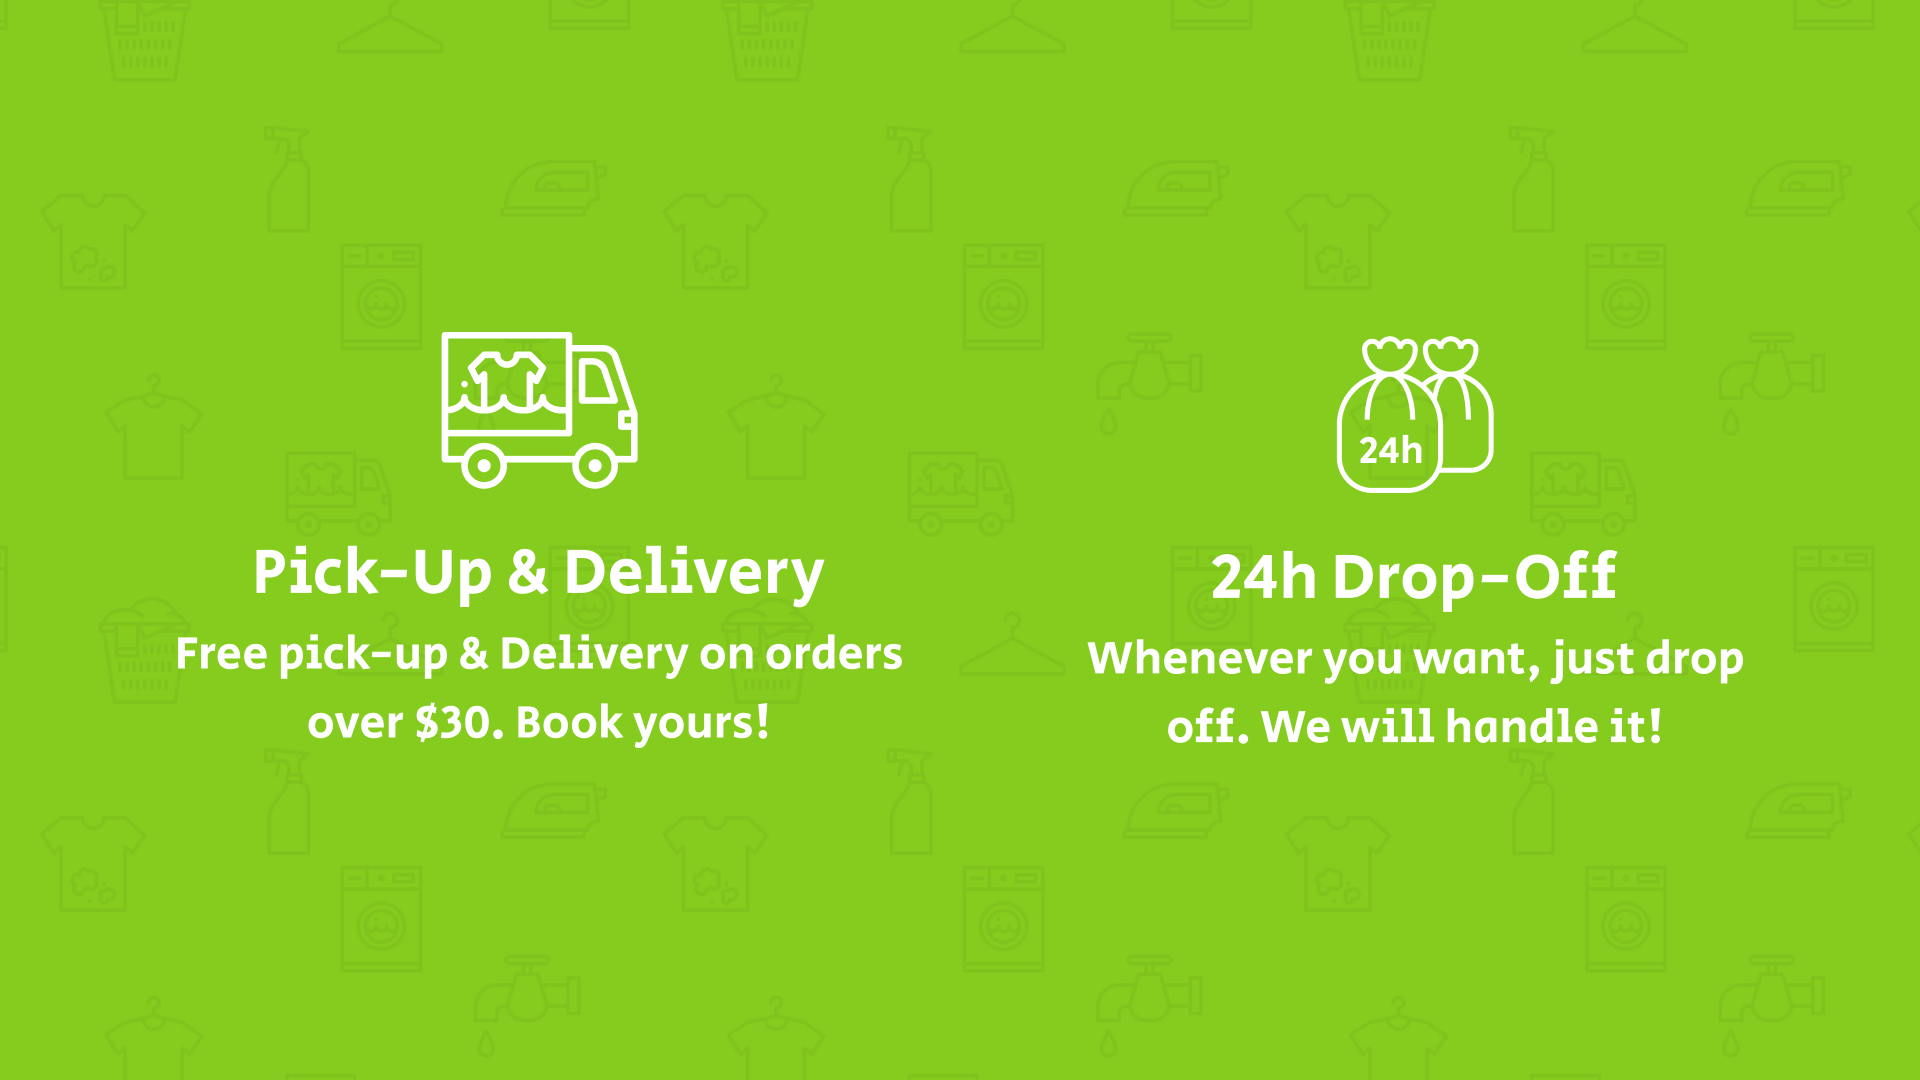 Pick-Up & Delivery
Free pick-up & Delivery on orders
over $30. Book yours!
24h
24h Drop-Off
Whenever you want, just drop
off. We will handle it!